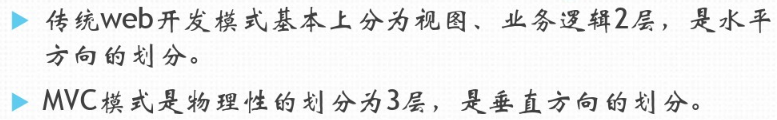 传统web开发模式基本上分为视图、业务逻辑2层，是水平
方向的划分。
MVC模式是物理性的划分为3层，是垂直方向的划分。